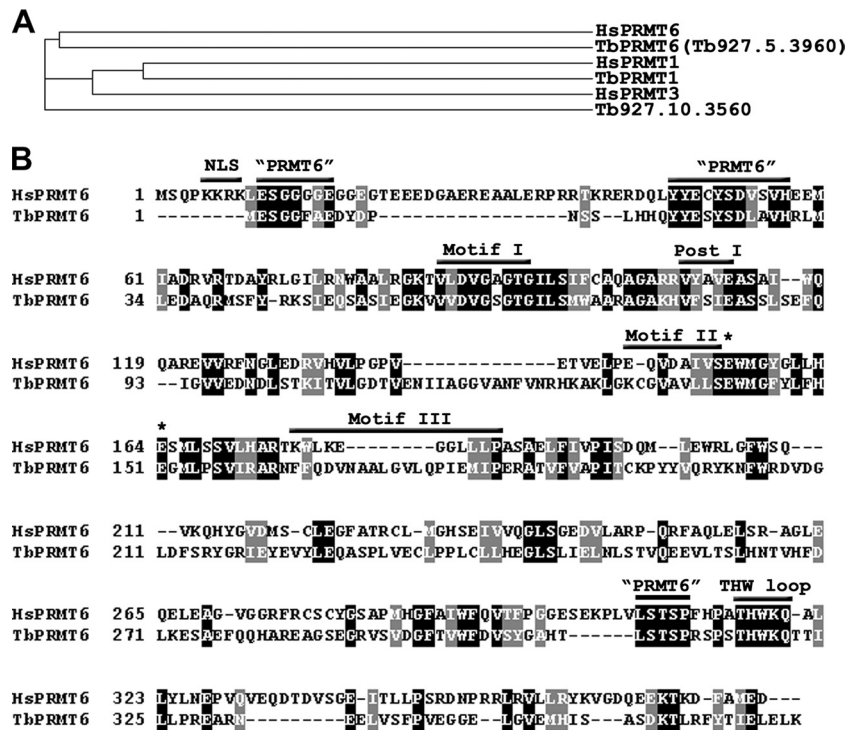 A
HsPRMT6
TbPRMT6(Tb927.5.3960)
HsPRMT1
TbPRMT1
HsPRMT3
Tb927.10.3560
B
NLS “PRMT6” “PRMT6”
HsPRMT6 1 MSQPKKRKLESGGGGEGGEGTEEEDGAEREAALERPRRTKRERDQLYYECYSDVSVHEEM
TbPRMT6 1 --------MESGGFAEDYDP--------------NSS--LHHQYYESYSDLAVHRLM
Motif I Post I
HsPRMT6 61 IADRVRTDAYRLGILRNWAALRGKTVLDVGAGTGILSIFCAQAGARRVYAVEASAI--WQ
TbPRMT6 34 LEDAQRMSFY-RKSIEQSASIEGKVVVDVGSGTGILSMWAARAGAKHVFSIEASSLSEFQ
Motif II *
HsPRMT6 119 QAREVVRFNGLEDRVHVLPGPV------------ETVELPE-QVDAIVSEWMGYGLLH
TbPRMT6 93 --IGVVEDNDLSTKITVLGDTVENIIAGGVANFVNRHKAKLGKCGVAVLLSEWMGFYLFH
* Motif III
HsPRMT6 164 ESMLSSVLHARTKWLKE--------GGLLLPASAELFIVPISDQM--LEWRLGFWSQ---
TbPRMT6 151 EGMLPSVIRARNFFQDVNAALGVLQPIEMIPERATVFVAPITCKPYYVQRYKNFWRDVDG
HsPRMT6 211 --VKQHYGVDMS-CLEGFATRCL-MGHSEIVVQGLSGEDVLARP-QRFAQLELSR-AGLE
TbPRMT6 211 LDFSRYGRIEYEVYLEQASPLVECLPPLCLLHEGLSLIELNLSTVQEEVLTSLHNTVHFD
“PRMT6” THW loop
HsPRMT6 265 QELEAG-VGGRFRCSCYGSAPMHGFAIWFQVTFPGGESEKPLVLSTSPFHPATHWKQ-AL
TbPRMT6 271 LKESAEFQQHAREAGSEGRVSVDGFTVWFDVSYGAHT------LSTSPRSPSTHWKQTTI
HsPRMT6 323 LYLNEPVQVEQDTDVSGE-ITLLPSRDNPRRLRVLLRYKVGDQEEKTKD-FAMED---
TbPRMT6 325 LLPREARN---------EELVSFPVEGGE-LGVEMHIS---ASDKTLRFYTIELELK